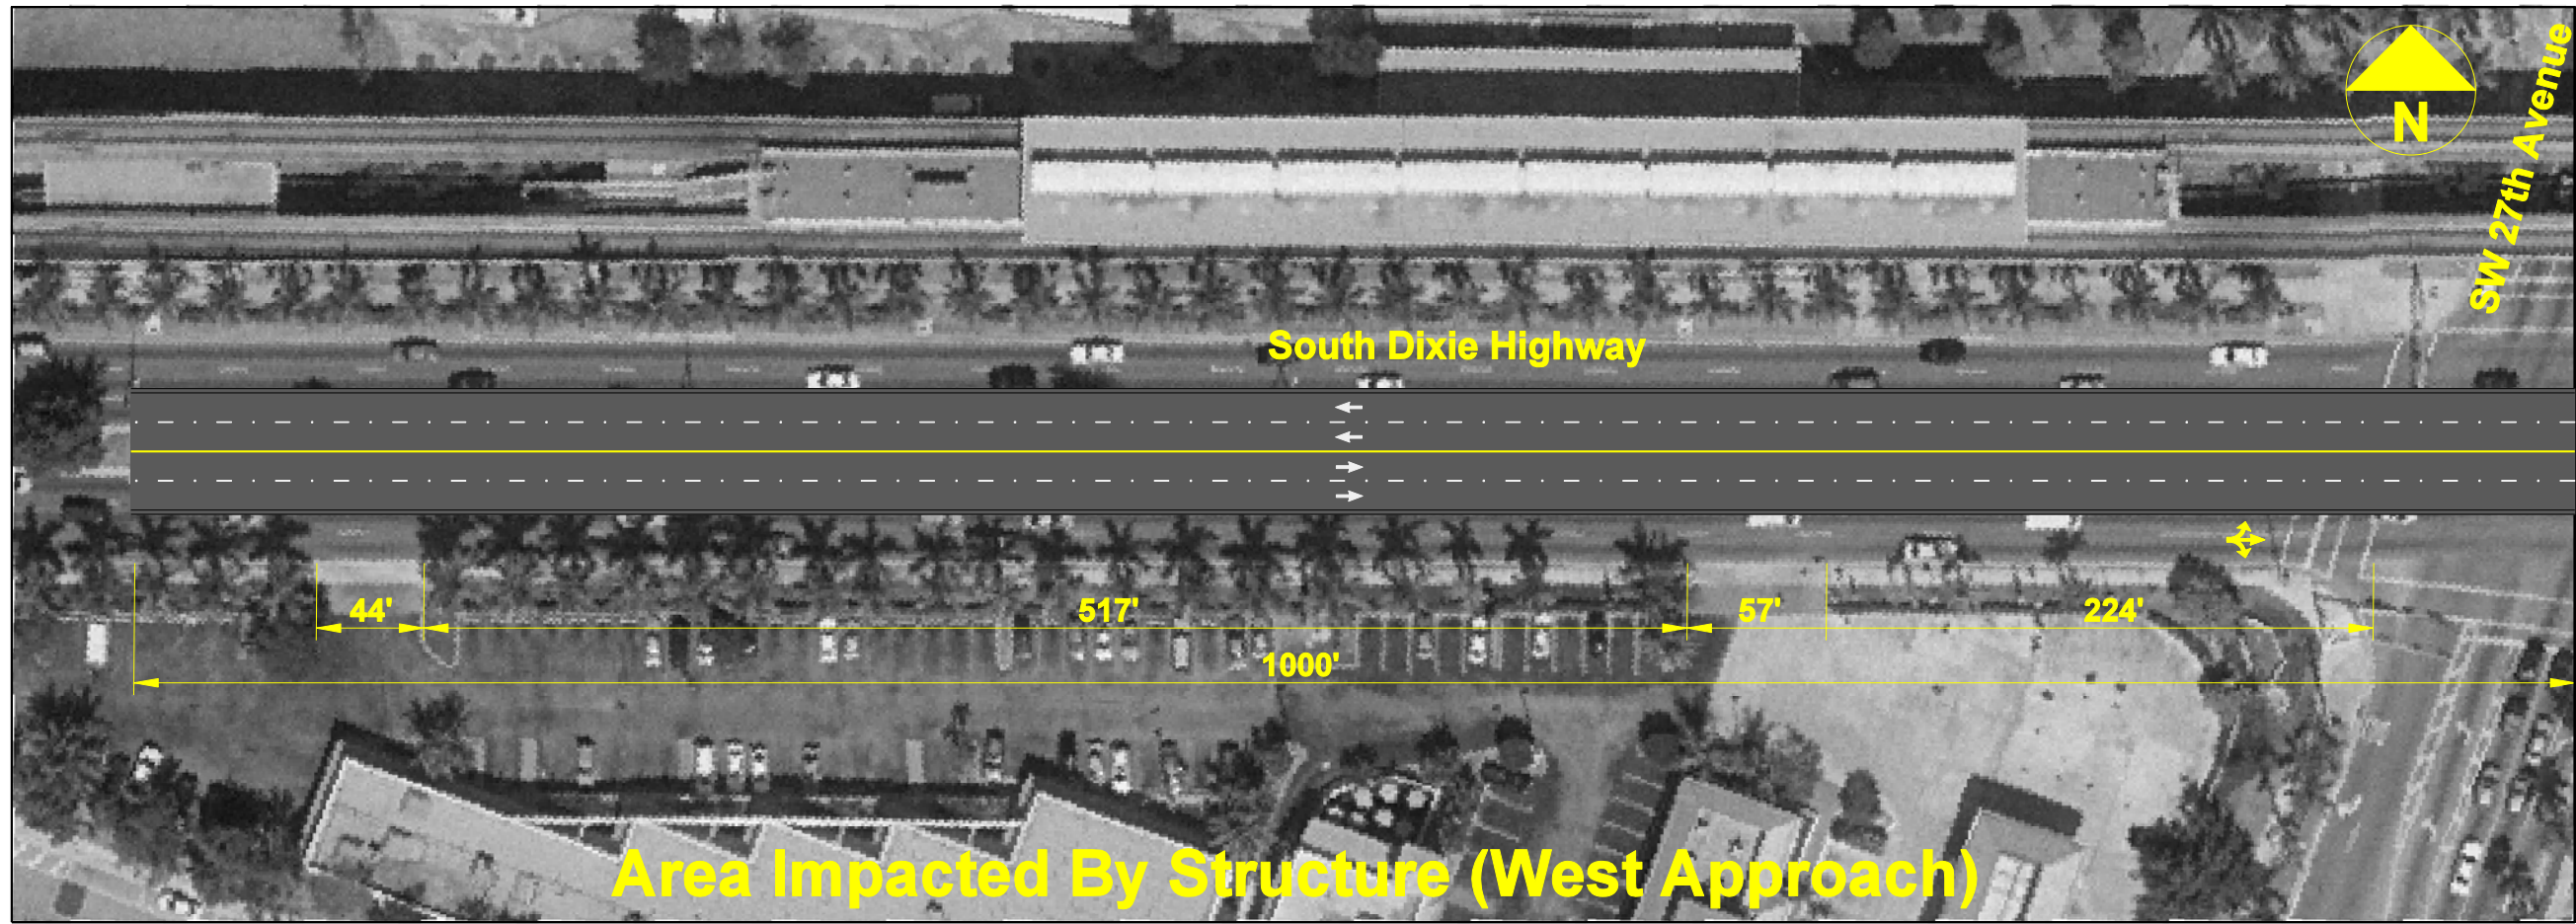 N
SW 27th Avenue
South Dixie Highway
44'
517'
57'
224'
1000'
Area Impacted By Structure (West Approach)